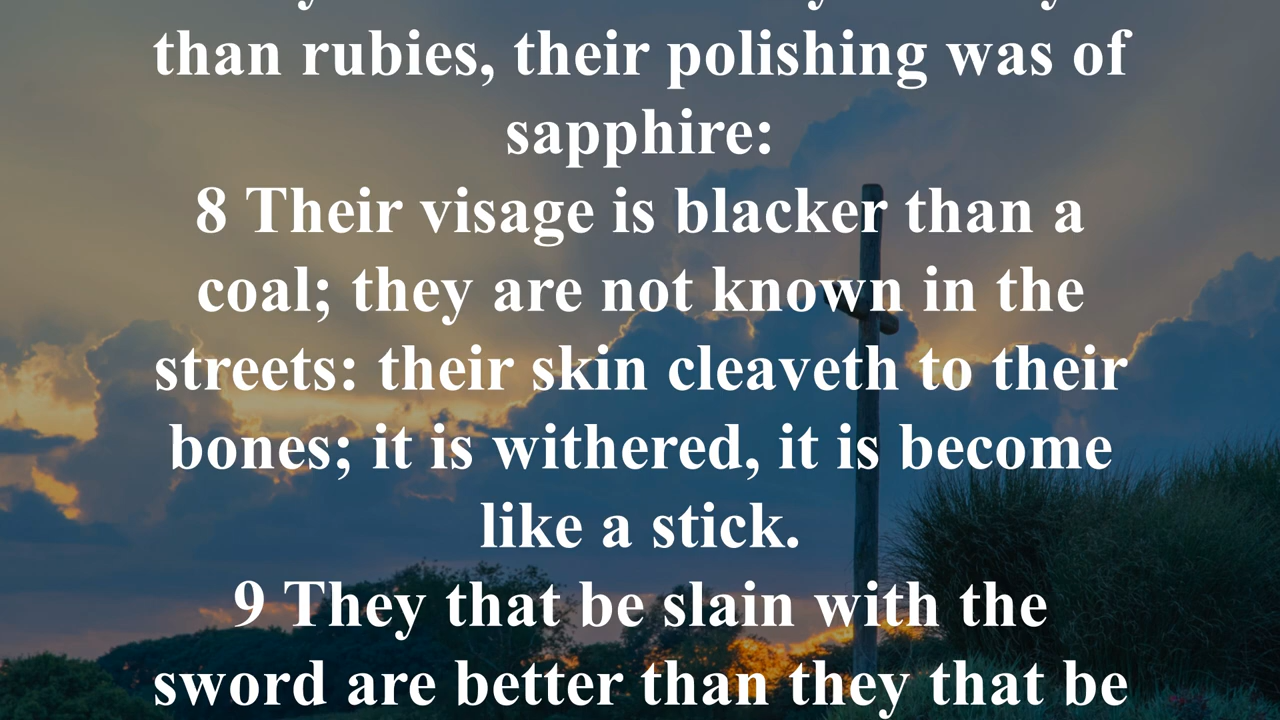 than rubies, their polishing was of
sapphire:
8 Their visage is blacker than a
coal; they are not known in the
streets: their skin cleaveth to their
bones; it is withered, it is become
like a stick.
9 They that be slain with the
sword are better than they that be